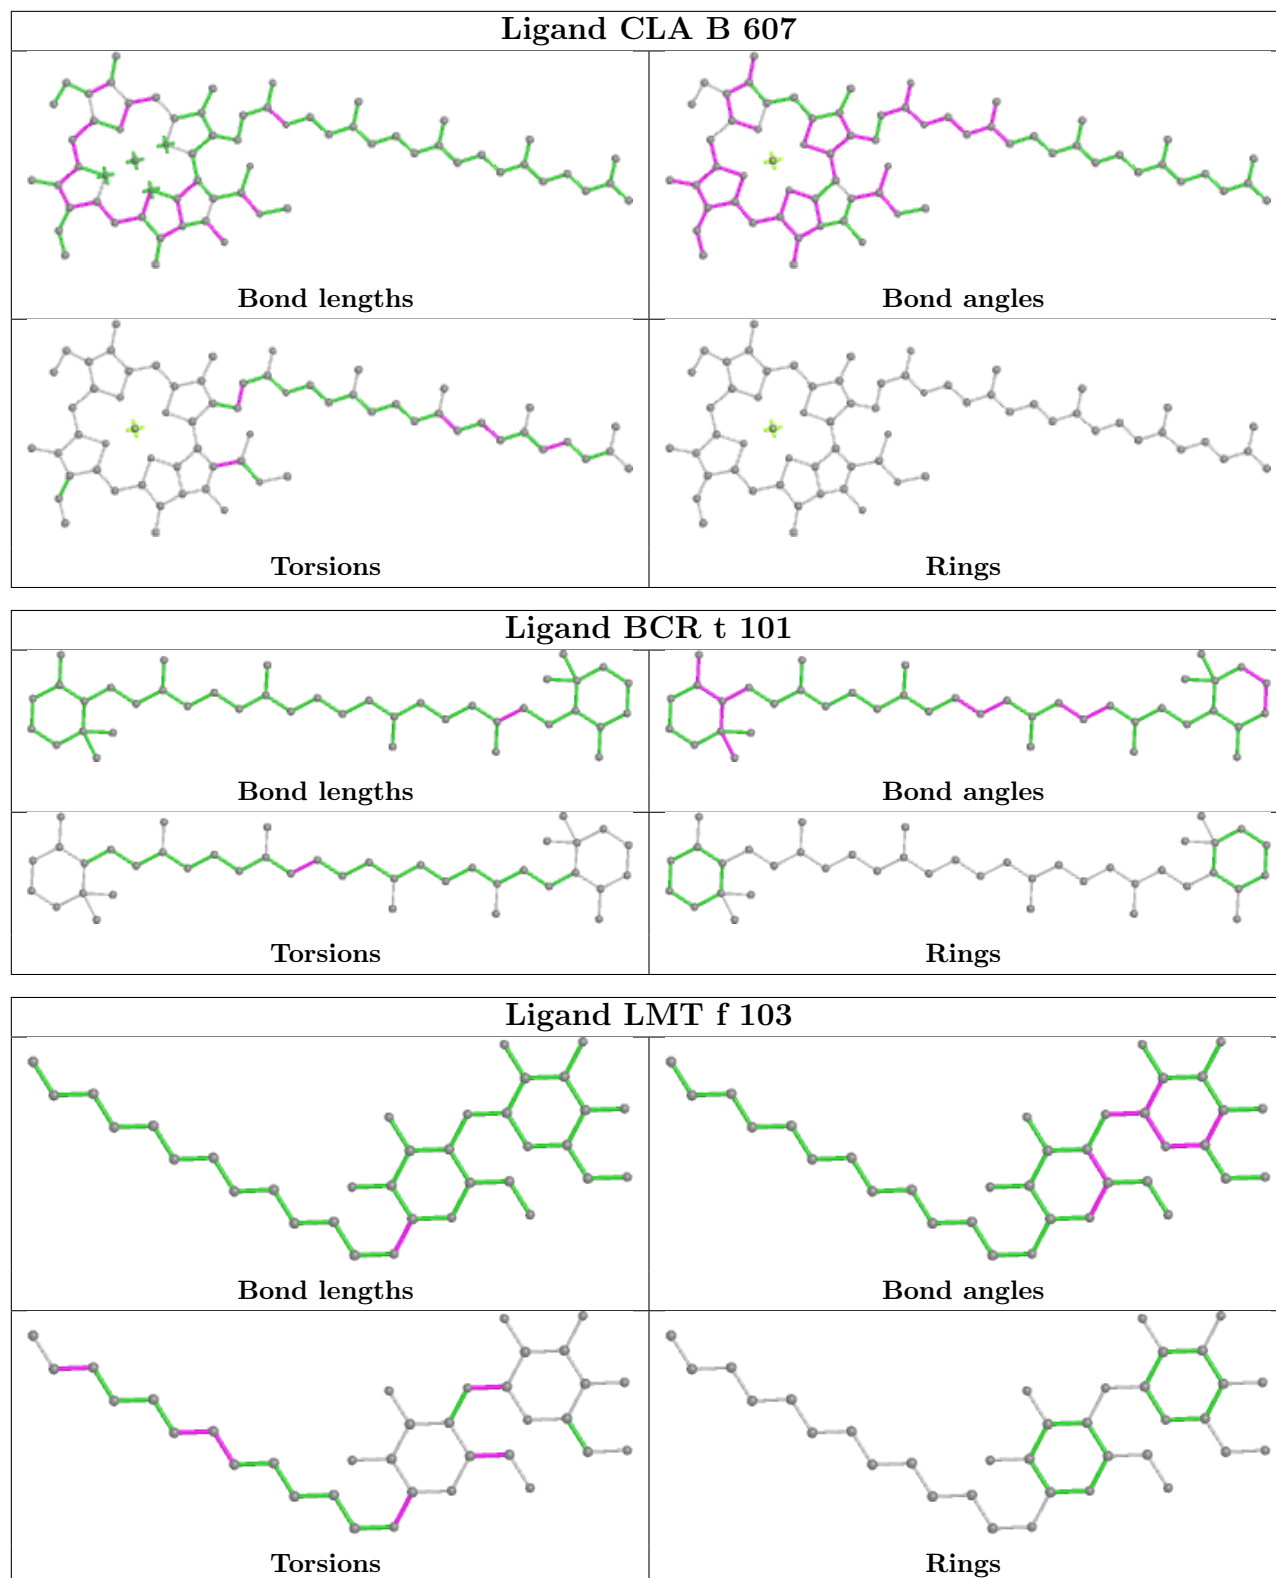 Ligand CLA B 607
Bond lengths
Bond angles
Torsions
Rings
Ligand BCR t 101
Bond lengths
Bond angles
Torsions
Rings
Ligand LMT f 103
Bond lengths
Bond angles
Torsions
Rings